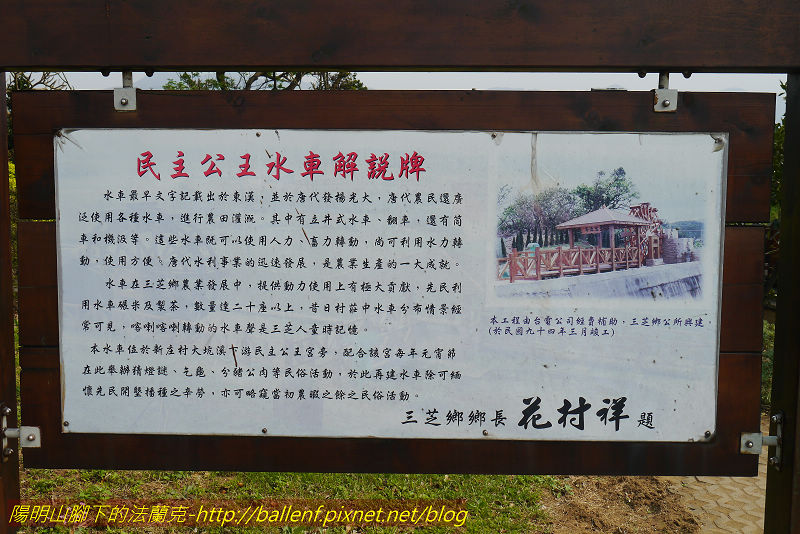 民主公王水車解說牌
水車最早文字記載出於東漢，並於唐代發揚光大，唐代農民還廣
泛使用各種水車，進行農田灌溉。其中有立井式水車、翻車，還有筒
車和機汲等。這些水車既可以使用人力、畜力轉動，尚可利用水力轉
動，使用方便。唐代水利事業的迅速發展，是農業生產的一大成就。
水車在三芝鄉農業發展中，提供動力使用上有極大貢獻，先民利
用水車碾米及製茶，數量達二十座以上，昔日村莊中水車分布情景經
常可見，喀喇喀喇轉動的水車聲是三芝人童時記憶。
本水車位於新庄村大坑溪下游民主公王宮旁，配合該宮每年元宵節
在此舉辦猜燈謎、乞龜、分豬公肉等民俗活動，於此再建水車除可緬
懷先民開墾播種之辛勞，亦可略窺當初農暇之餘之民俗活動。
三芝鄉鄉長 花村祥 題
本工程由台電公司經費補助，三芝鄉公所興建。
(於民國九十四年三月竣工)
陽明山腳下的法蘭克-http://ballenf.pixnet.net/blog